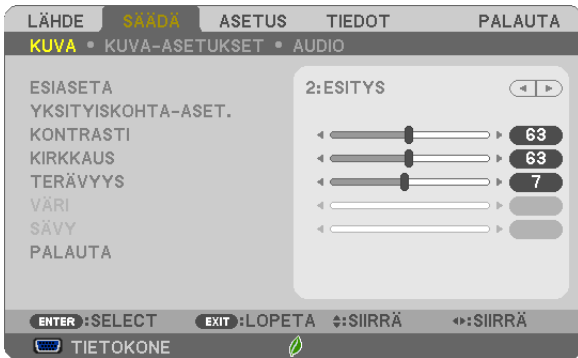 LÄHDE SÄÄDÄ ASETUS TIEDOT PALAUTA
KUVA • KUVA-ASETUKSET • AUDIO
ESIASETA 2:ESITYS
YKSITYISKOHTA-ASET.
KONTRASTI 63
KIRKKAUS 63
TERÄVYYS 7
VÄRI
SÄVY
PALAUTA
ENTER :SELECT EXIT :LOPETA :SIIRRÄ :SIIRRÄ
TIETOKONE